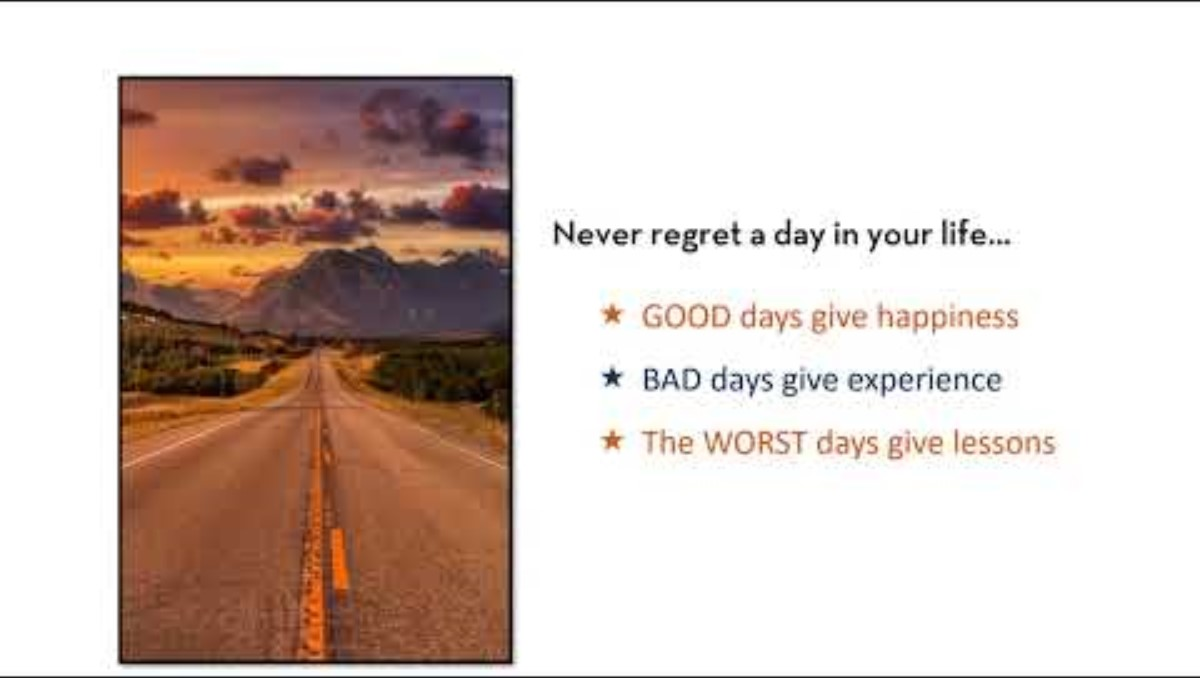 Never regret a day in your life...
GOOD days give happiness
BAD days give experience
The WORST days give lessons